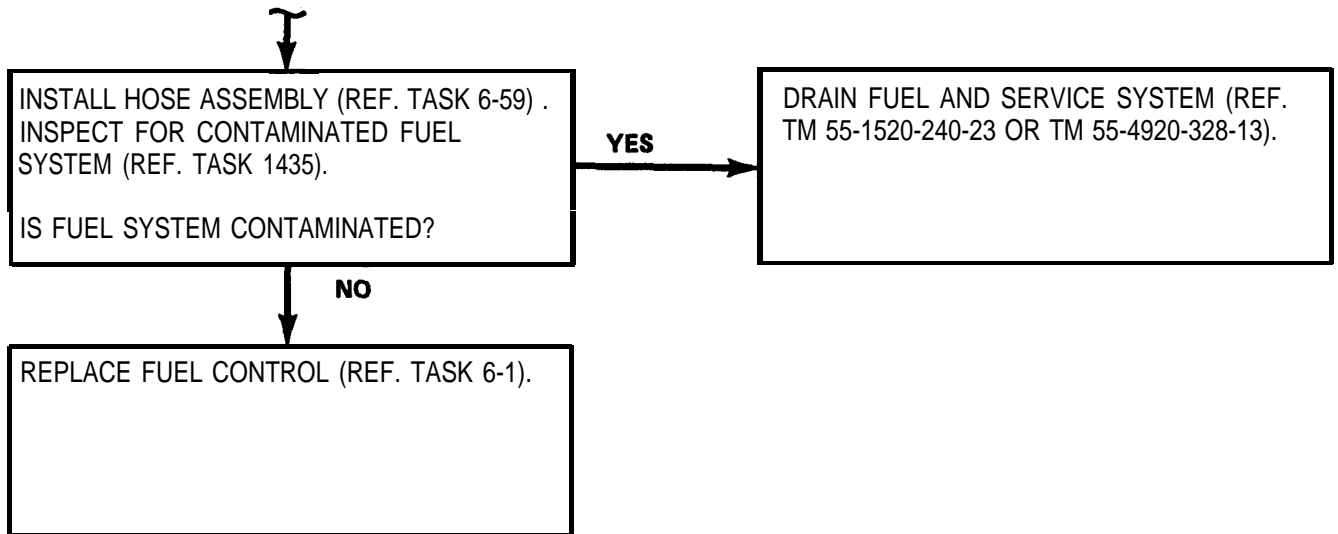 INSTALL HOSE ASSEMBLY (REF. TASK 6-59) .
INSPECT FOR CONTAMINATED FUEL
SYSTEM (REF. TASK 1435).
IS FUEL SYSTEM CONTAMINATED?
YES
DRAIN FUEL AND SERVICE SYSTEM (REF.
TM 55-1520-240-23 OR TM 55-4920-328-13).
NO
REPLACE FUEL CONTROL (REF. TASK 6-1).